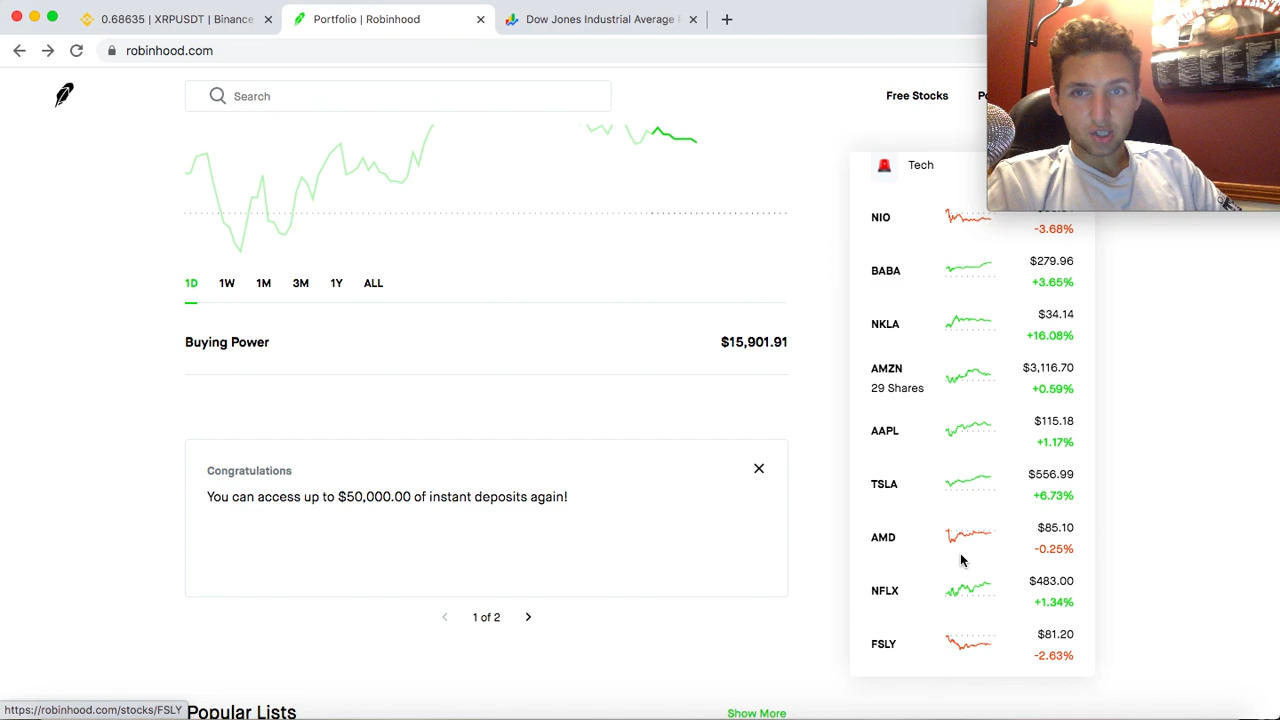 0.68635 | XRPUSDT | Binance
Portfolio | Robinhood
Dow Jones Industrial Average
robinhood.com
Search
Free Stocks
Tech
NIO
-3.68%
BABA
$279.96
+3.65%
NKLA
$34.14
+16.08%
AMZN
29 Shares
$3,116.70
+0.59%
AAPL
$115.18
+1.17%
TSLA
$556.99
+6.73%
AMD
$85.10
-0.25%
NFLX
$483.00
+1.34%
FSLY
$81.20
-2.63%
1D 1W 1M 3M 1Y ALL
Buying Power $15,901.91
Congratulations
You can access up to $50,000.00 of instant deposits again!
1 of 2
Popular Lists
Show More
https://robinhood.com/stocks/FSLY